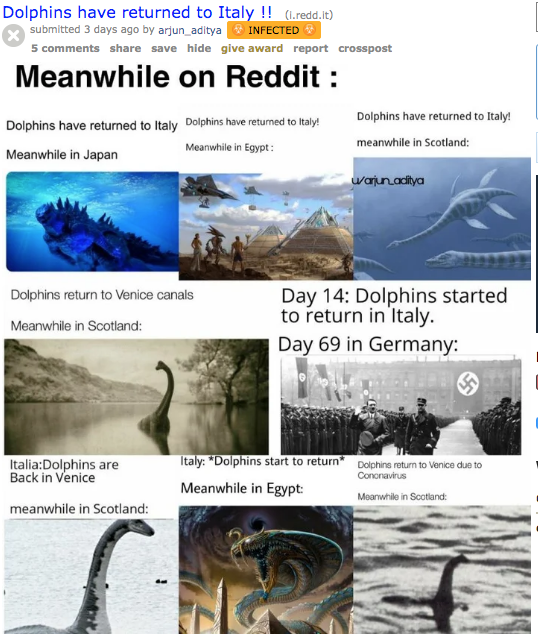 Dolphins have returned to Italy !! (i.redd.it)
submitted 3 days ago by arjun_aditya ☣ INFECTED ☣
5 comments share save hide give award report crosspost
Meanwhile on Reddit :
Dolphins have returned to Italy
Meanwhile in Japan
Dolphins have returned to Italy!
Meanwhile in Egypt :
Dolphins have returned to Italy!
meanwhile in Scotland:
u/arjun_aditya
Dolphins return to Venice canals
Meanwhile in Scotland:
Day 14: Dolphins started
to return in Italy.
Day 69 in Germany:
Italia:Dolphins are
Back in Venice
meanwhile in Scotland:
Italy: *Dolphins start to return*
Meanwhile in Egypt:
Dolphins return to Venice due to
Cononavirus
Meanwhile in Scotland: